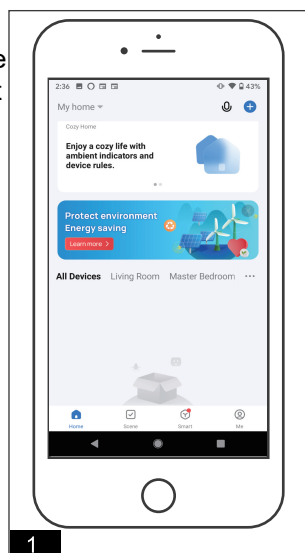 e
t
2:36 43%
My home
Cozy Home
Enjoy a cozy life with
ambient indicators and
device rules.
Protect environment
Energy saving
Learn more >
All Devices Living Room Master Bedroom ...
Home Scene Smart Me
1